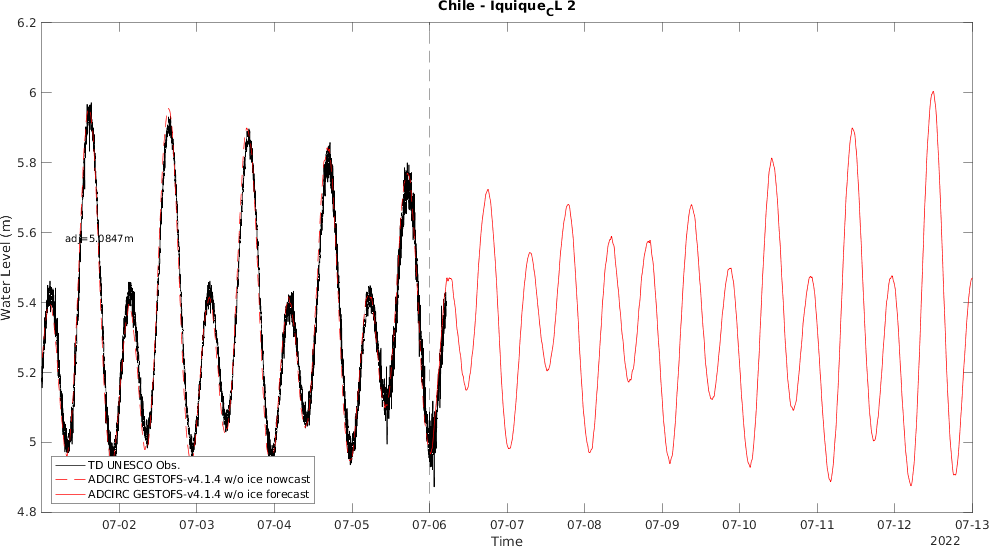 Chile - Iquique_CL 2
6.2
6
5.8
5.6
5.4
5.2
5
4.8
Water Level (m)
adj=5.0847m
TD UNESCO Obs.
ADCIRC GESTOFS-v4.1.4 w/o ice nowcast
ADCIRC GESTOFS-v4.1.4 w/o ice forecast
07-02 07-03 07-04 07-05 07-06 07-07 07-08 07-09 07-10 07-11 07-12 07-13
Time
2022